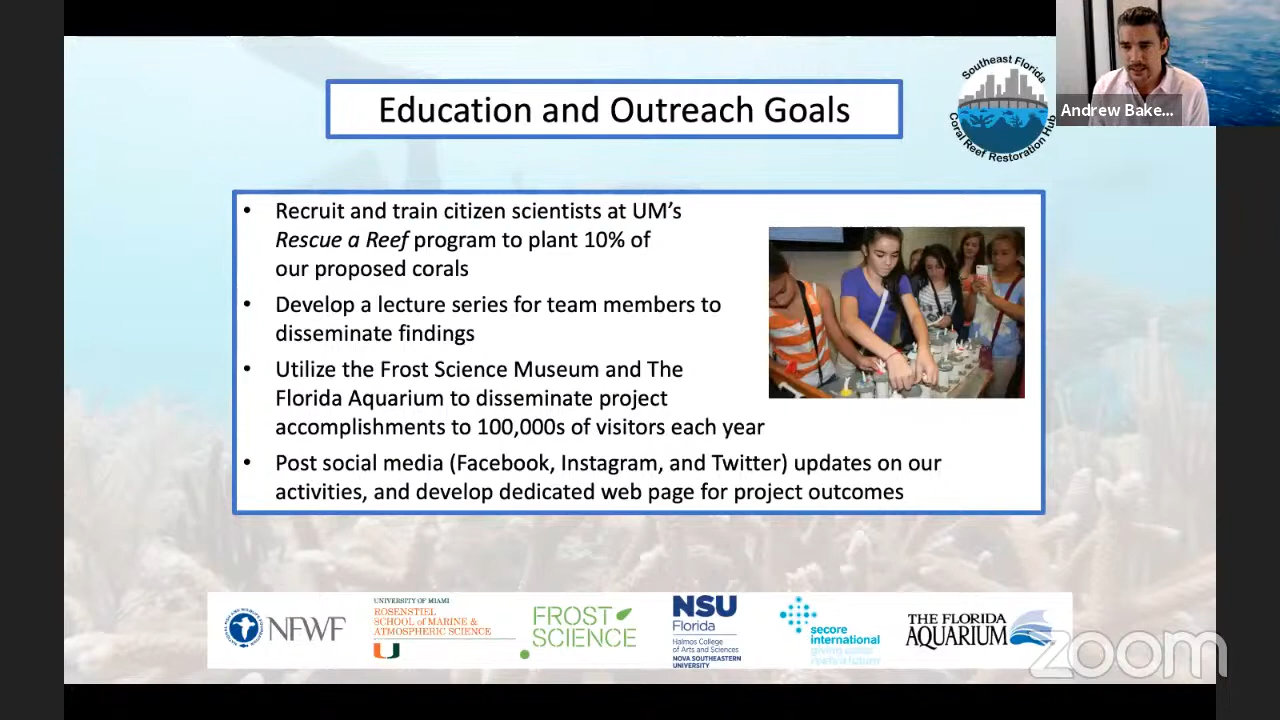 Southeast Florida
Coral Reef Restoration Hub
Andrew Bake...
Education and Outreach Goals
• Recruit and train citizen scientists at UM's
Rescue a Reef program to plant 10% of
our proposed corals
• Develop a lecture series for team members to
disseminate findings
• Utilize the Frost Science Museum and The
Florida Aquarium to disseminate project
accomplishments to 100,000s of visitors each year
• Post social media (Facebook, Instagram, and Twitter) updates on our
activities, and develop dedicated web page for project outcomes
NFWF
UNIVERSITY OF MIAMI
ROSENSTIEL
SCHOOL of MARINE &
ATMOSPHERIC SCIENCE
FROST
SCIENCE
NSU
Florida
Halmos College
of Arts and Sciences
NOVA SOUTHEASTERN
UNIVERSITY
secore
international
THE FLORIDA
AQUARIUM
zoom